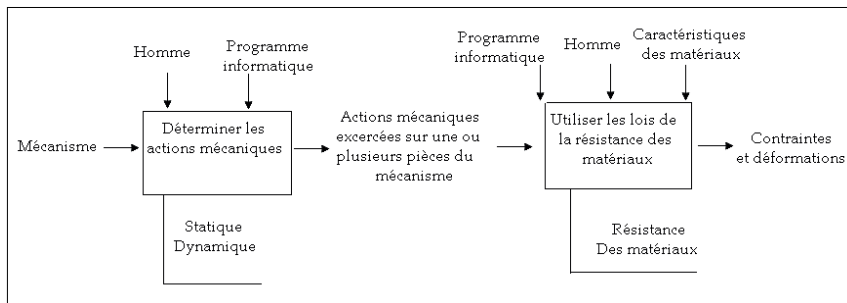 Homme
Programme
informatique
Mécanisme
Déterminer les
actions mécaniques
Statique
Dynamique
Actions mécaniques
excercées sur une ou
plusieurs pièces du
mécanisme
Programme
informatique
Homme
Caractéristiques
des matériaux
Utiliser les lois de
la résistance des
matériaux
Résistance
Des matériaux
Contraintes
et déformations